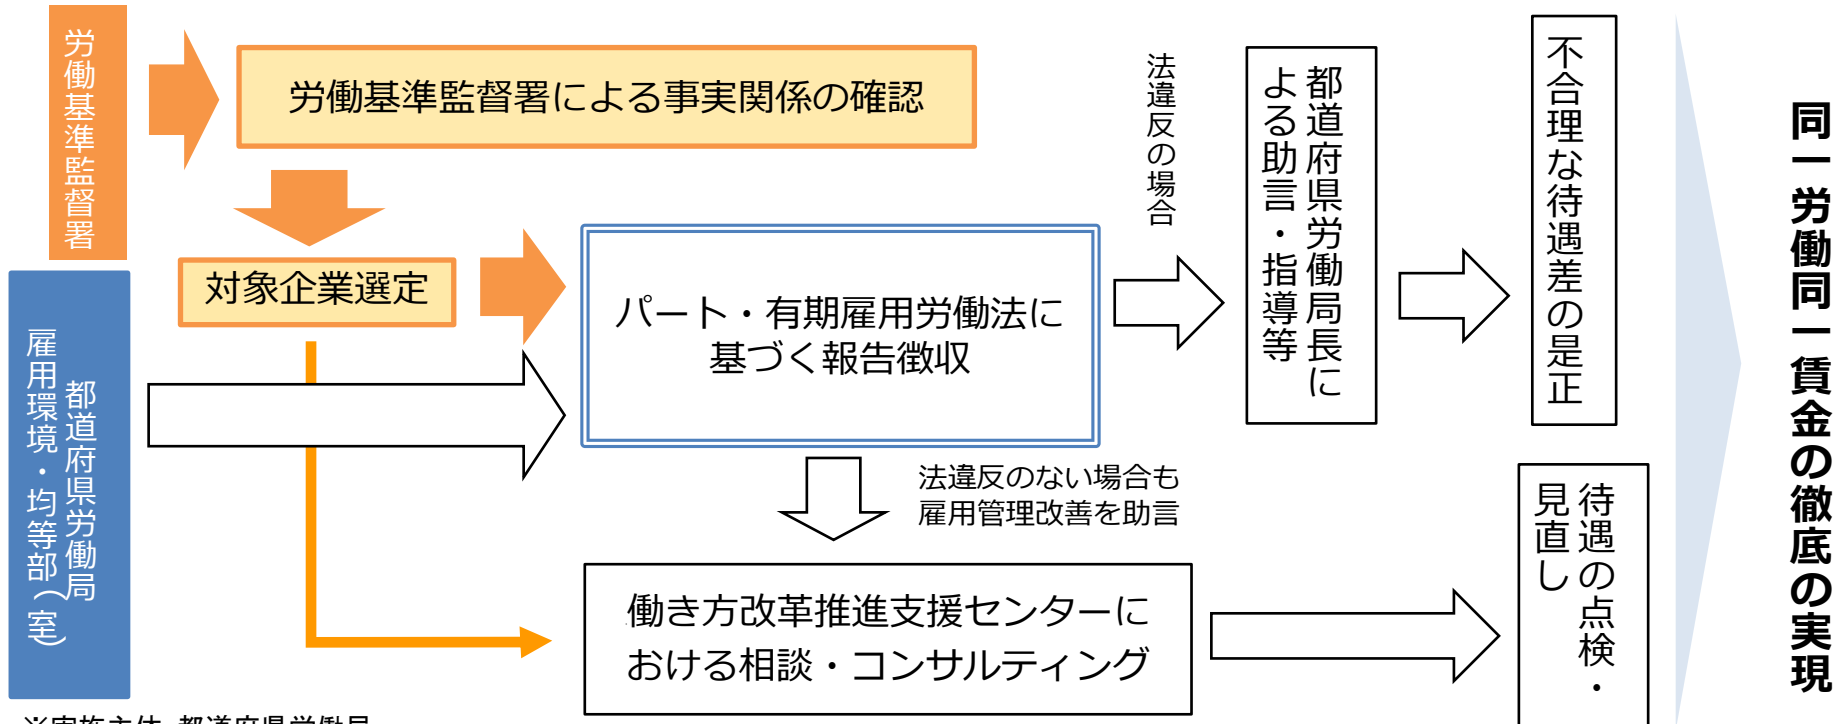 労働基準監督署
労働基準監督署による事実関係の確認
対象企業選定
都道府県労働局
雇用環境・均等部(室)
パート・有期雇用労働法に
基づく報告徴収
法違反の場合
都道府県労働局長に
よる助言・指導等
不合理な待遇差の是正
法違反のない場合も
雇用管理改善を助言
働き方改革推進支援センターに
おける相談・コンサルティング
待遇の点検・
見直し
同一労働同一賃金の徹底の実現